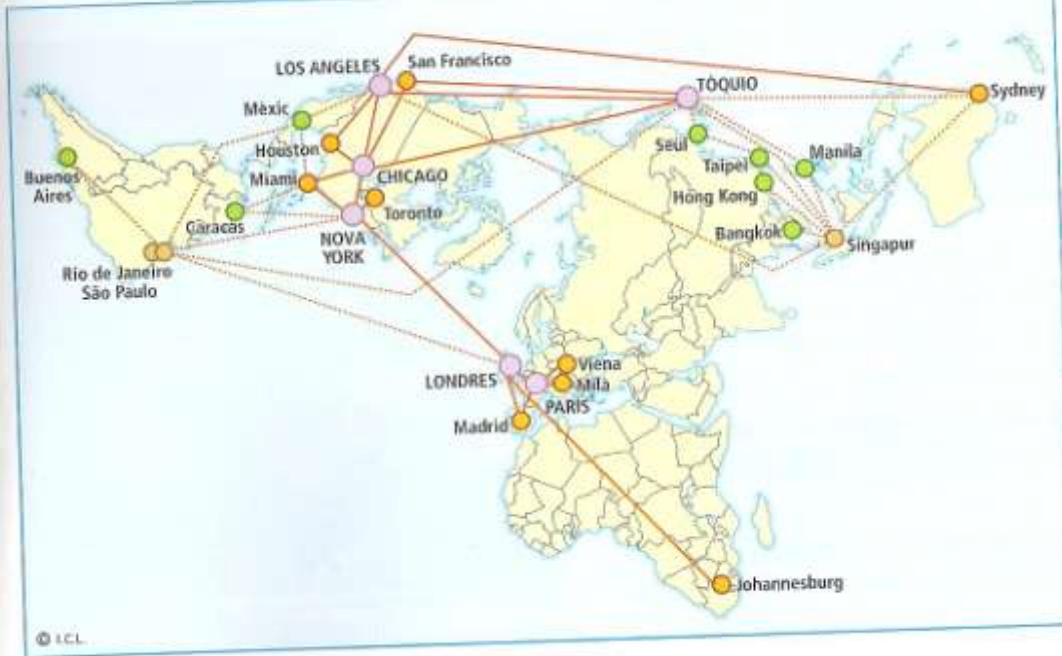 LOS ANGELES
San Francisco
TÒQUIO
Sydney
Mèxic
Houston
Seül
Taipei
Manila
Buenos
Aires
Miami
CHICAGO
Hong Kong
Caracas
Toronto
Bangkok
NOVA
YORK
Singapur
Rio de Janeiro
São Paulo
Viena
LONDRES
Milà
PARÍS
Madrid
Johannesburg
© I.C.L.